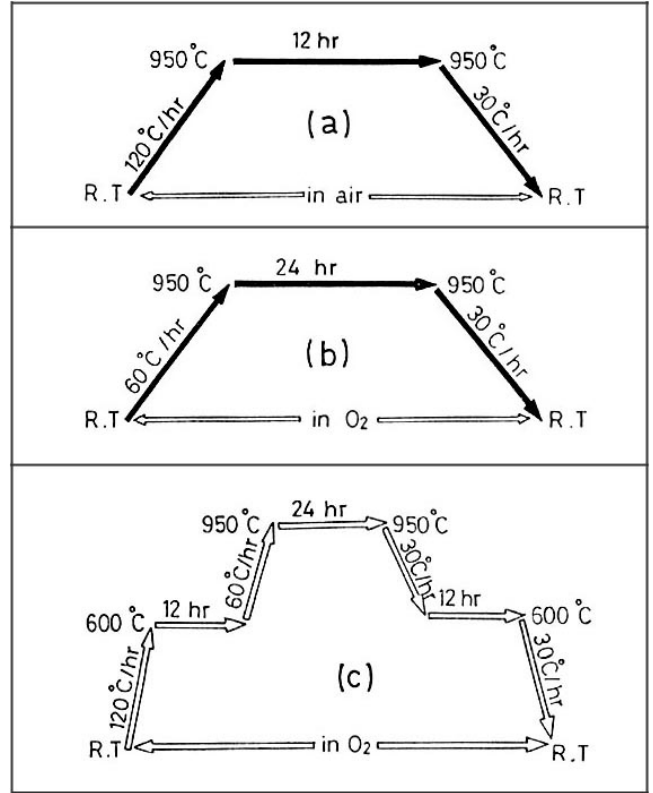 12 hr
950°C 950°C
120°C/hr 30°C/hr
(a)
R.T in air R.T
24 hr
950°C 950°C
60°C/hr 30°C/hr
(b)
R.T in O₂ R.T
24 hr
950°C 950°C
60°C/hr 30°C/hr
12 hr 12 hr
600°C 600°C
120°C/hr 30°C/hr
(c)
R.T in O₂ R.T